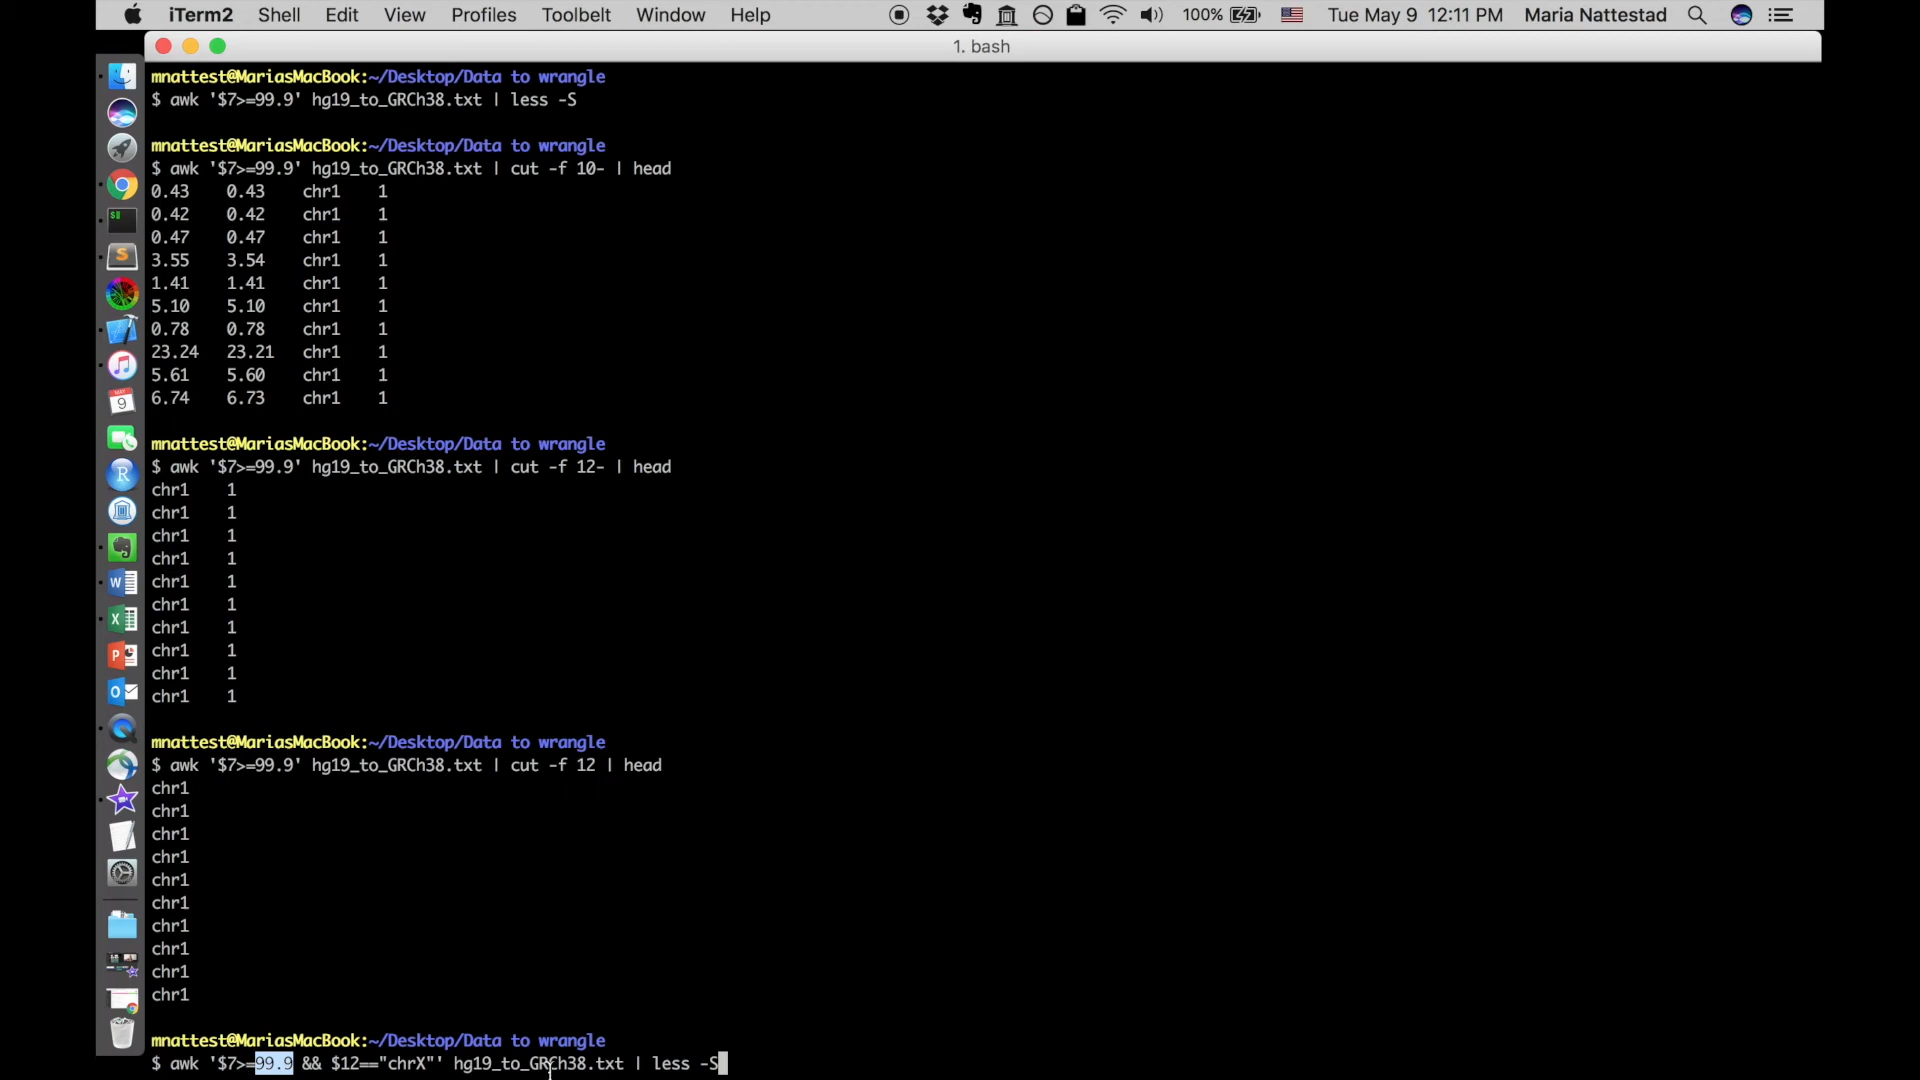 iTerm2 Shell Edit View Profiles Toolbelt Window Help 100% Tue May 9 12:11 PM Maria Nattestad
1. bash
mnattest@MariasMacBook:~/Desktop/Data to wrangle
$ awk '$7>=99.9' hg19_to_GRCh38.txt | less -S
mnattest@MariasMacBook:~/Desktop/Data to wrangle
$ awk '$7>=99.9' hg19_to_GRCh38.txt | cut -f 10- | head
0.43 0.43 chr1 1
0.42 0.42 chr1 1
0.47 0.47 chr1 1
3.55 3.54 chr1 1
1.41 1.41 chr1 1
5.10 5.10 chr1 1
0.78 0.78 chr1 1
23.24 23.21 chr1 1
5.61 5.60 chr1 1
6.74 6.73 chr1 1
mnattest@MariasMacBook:~/Desktop/Data to wrangle
$ awk '$7>=99.9' hg19_to_GRCh38.txt | cut -f 12- | head
chr1 1
chr1 1
chr1 1
chr1 1
chr1 1
chr1 1
chr1 1
chr1 1
chr1 1
chr1 1
mnattest@MariasMacBook:~/Desktop/Data to wrangle
$ awk '$7>=99.9' hg19_to_GRCh38.txt | cut -f 12 | head
chr1
chr1
chr1
chr1
chr1
chr1
chr1
chr1
chr1
chr1
mnattest@MariasMacBook:~/Desktop/Data to wrangle
$ awk '$7>=99.9 && $12=="chrX"' hg19_to_GRCh38.txt | less -S